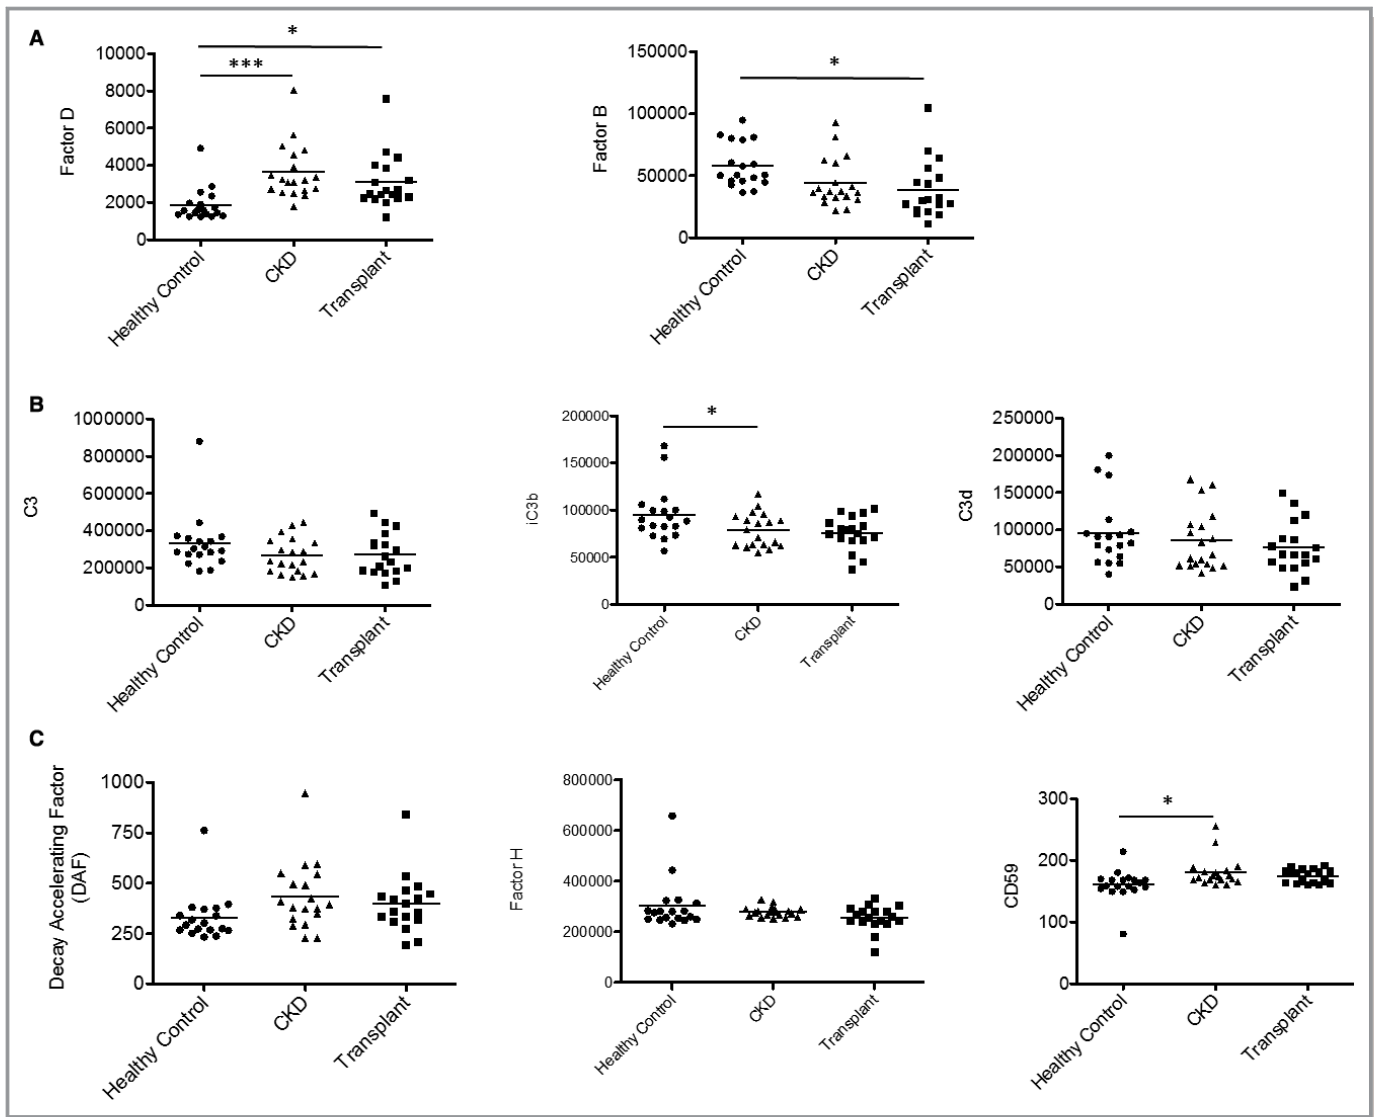 A
Factor D
10000
8000
6000
4000
2000
0
*
***
Healthy Control
CKD
Transplant
Factor B
150000
100000
50000
0
*
Healthy Control
CKD
Transplant
B
C3
1000000
800000
600000
400000
200000
0
Healthy Control
CKD
Transplant
iC3b
200000
150000
100000
50000
0
*
Healthy Control
CKD
Transplant
C3d
250000
200000
150000
100000
50000
0
Healthy Control
CKD
Transplant
C
Decay Accelerating Factor
(DAF)
1000
750
500
250
0
Healthy Control
CKD
Transplant
Factor H
800000
600000
400000
200000
0
Healthy Control
CKD
Transplant
CD59
300
200
100
0
*
Healthy Control
CKD
Transplant